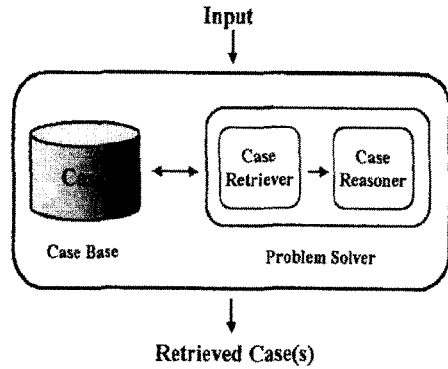 Input
Case
Retriever
Case
Reasoner
Case Base
Problem Solver
Retrieved Case(s)